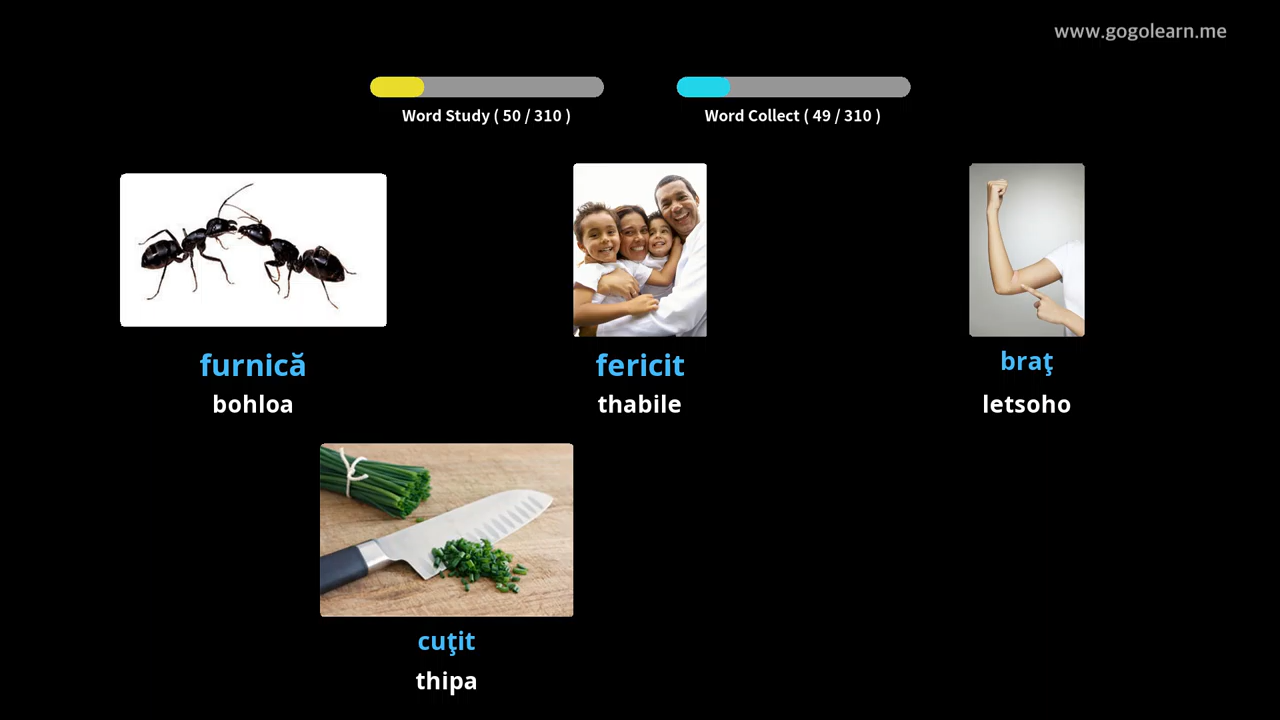 www.gogolearn.me
Word Study ( 50 / 310 )
Word Collect ( 49 / 310 )
furnică
bohloa
fericit
thabile
braţ
letsoho
cuţit
thipa